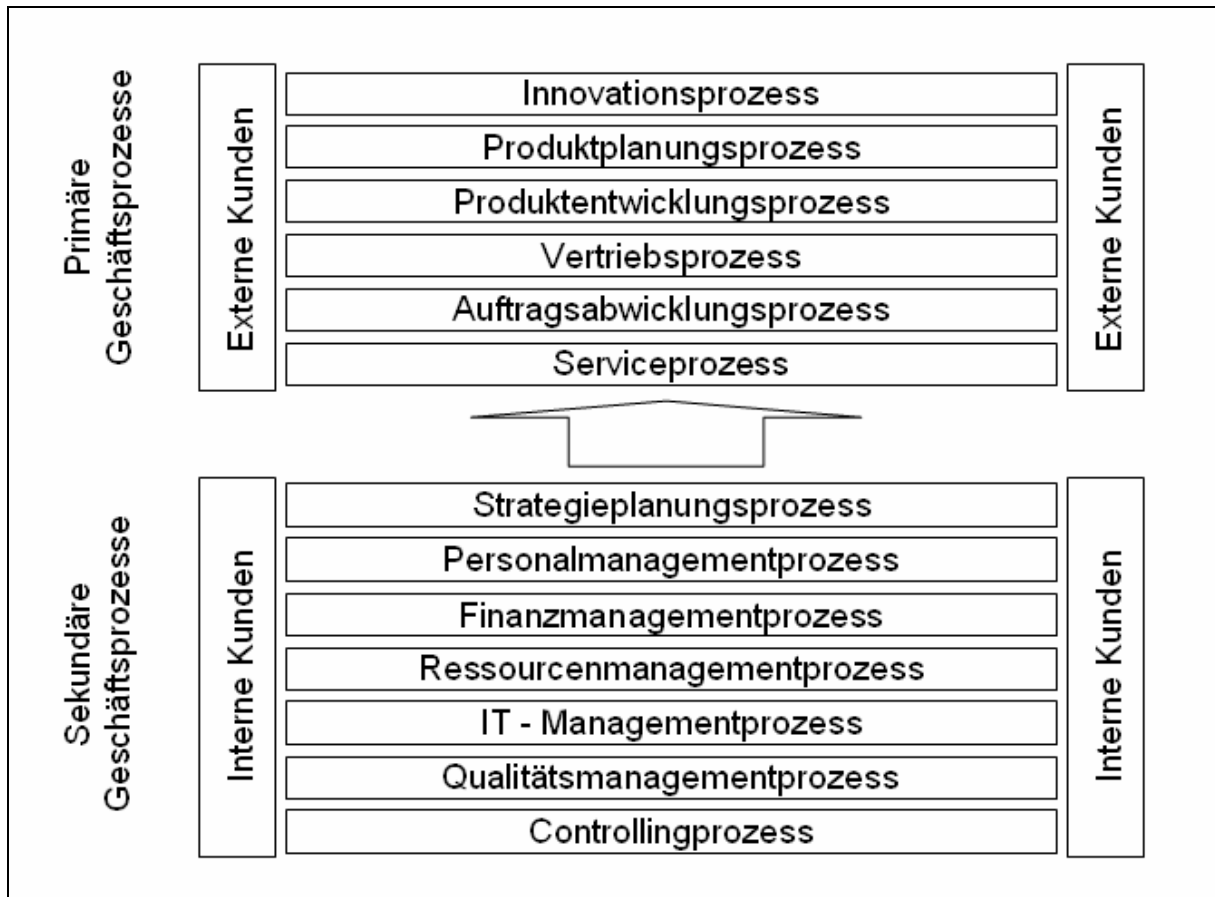 Primäre
Geschäftsprozesse
Externe Kunden
Innovationsprozess
Produktplanungsprozess
Produktentwicklungsprozess
Vertriebsprozess
Auftragsabwicklungsprozess
Serviceprozess
Externe Kunden
Sekundäre
Geschäftsprozesse
Interne Kunden
Strategieplanungsprozess
Personalmanagementprozess
Finanzmanagementprozess
Ressourcenmanagementprozess
IT - Managementprozess
Qualitätsmanagementprozess
Controllingprozess
Interne Kunden